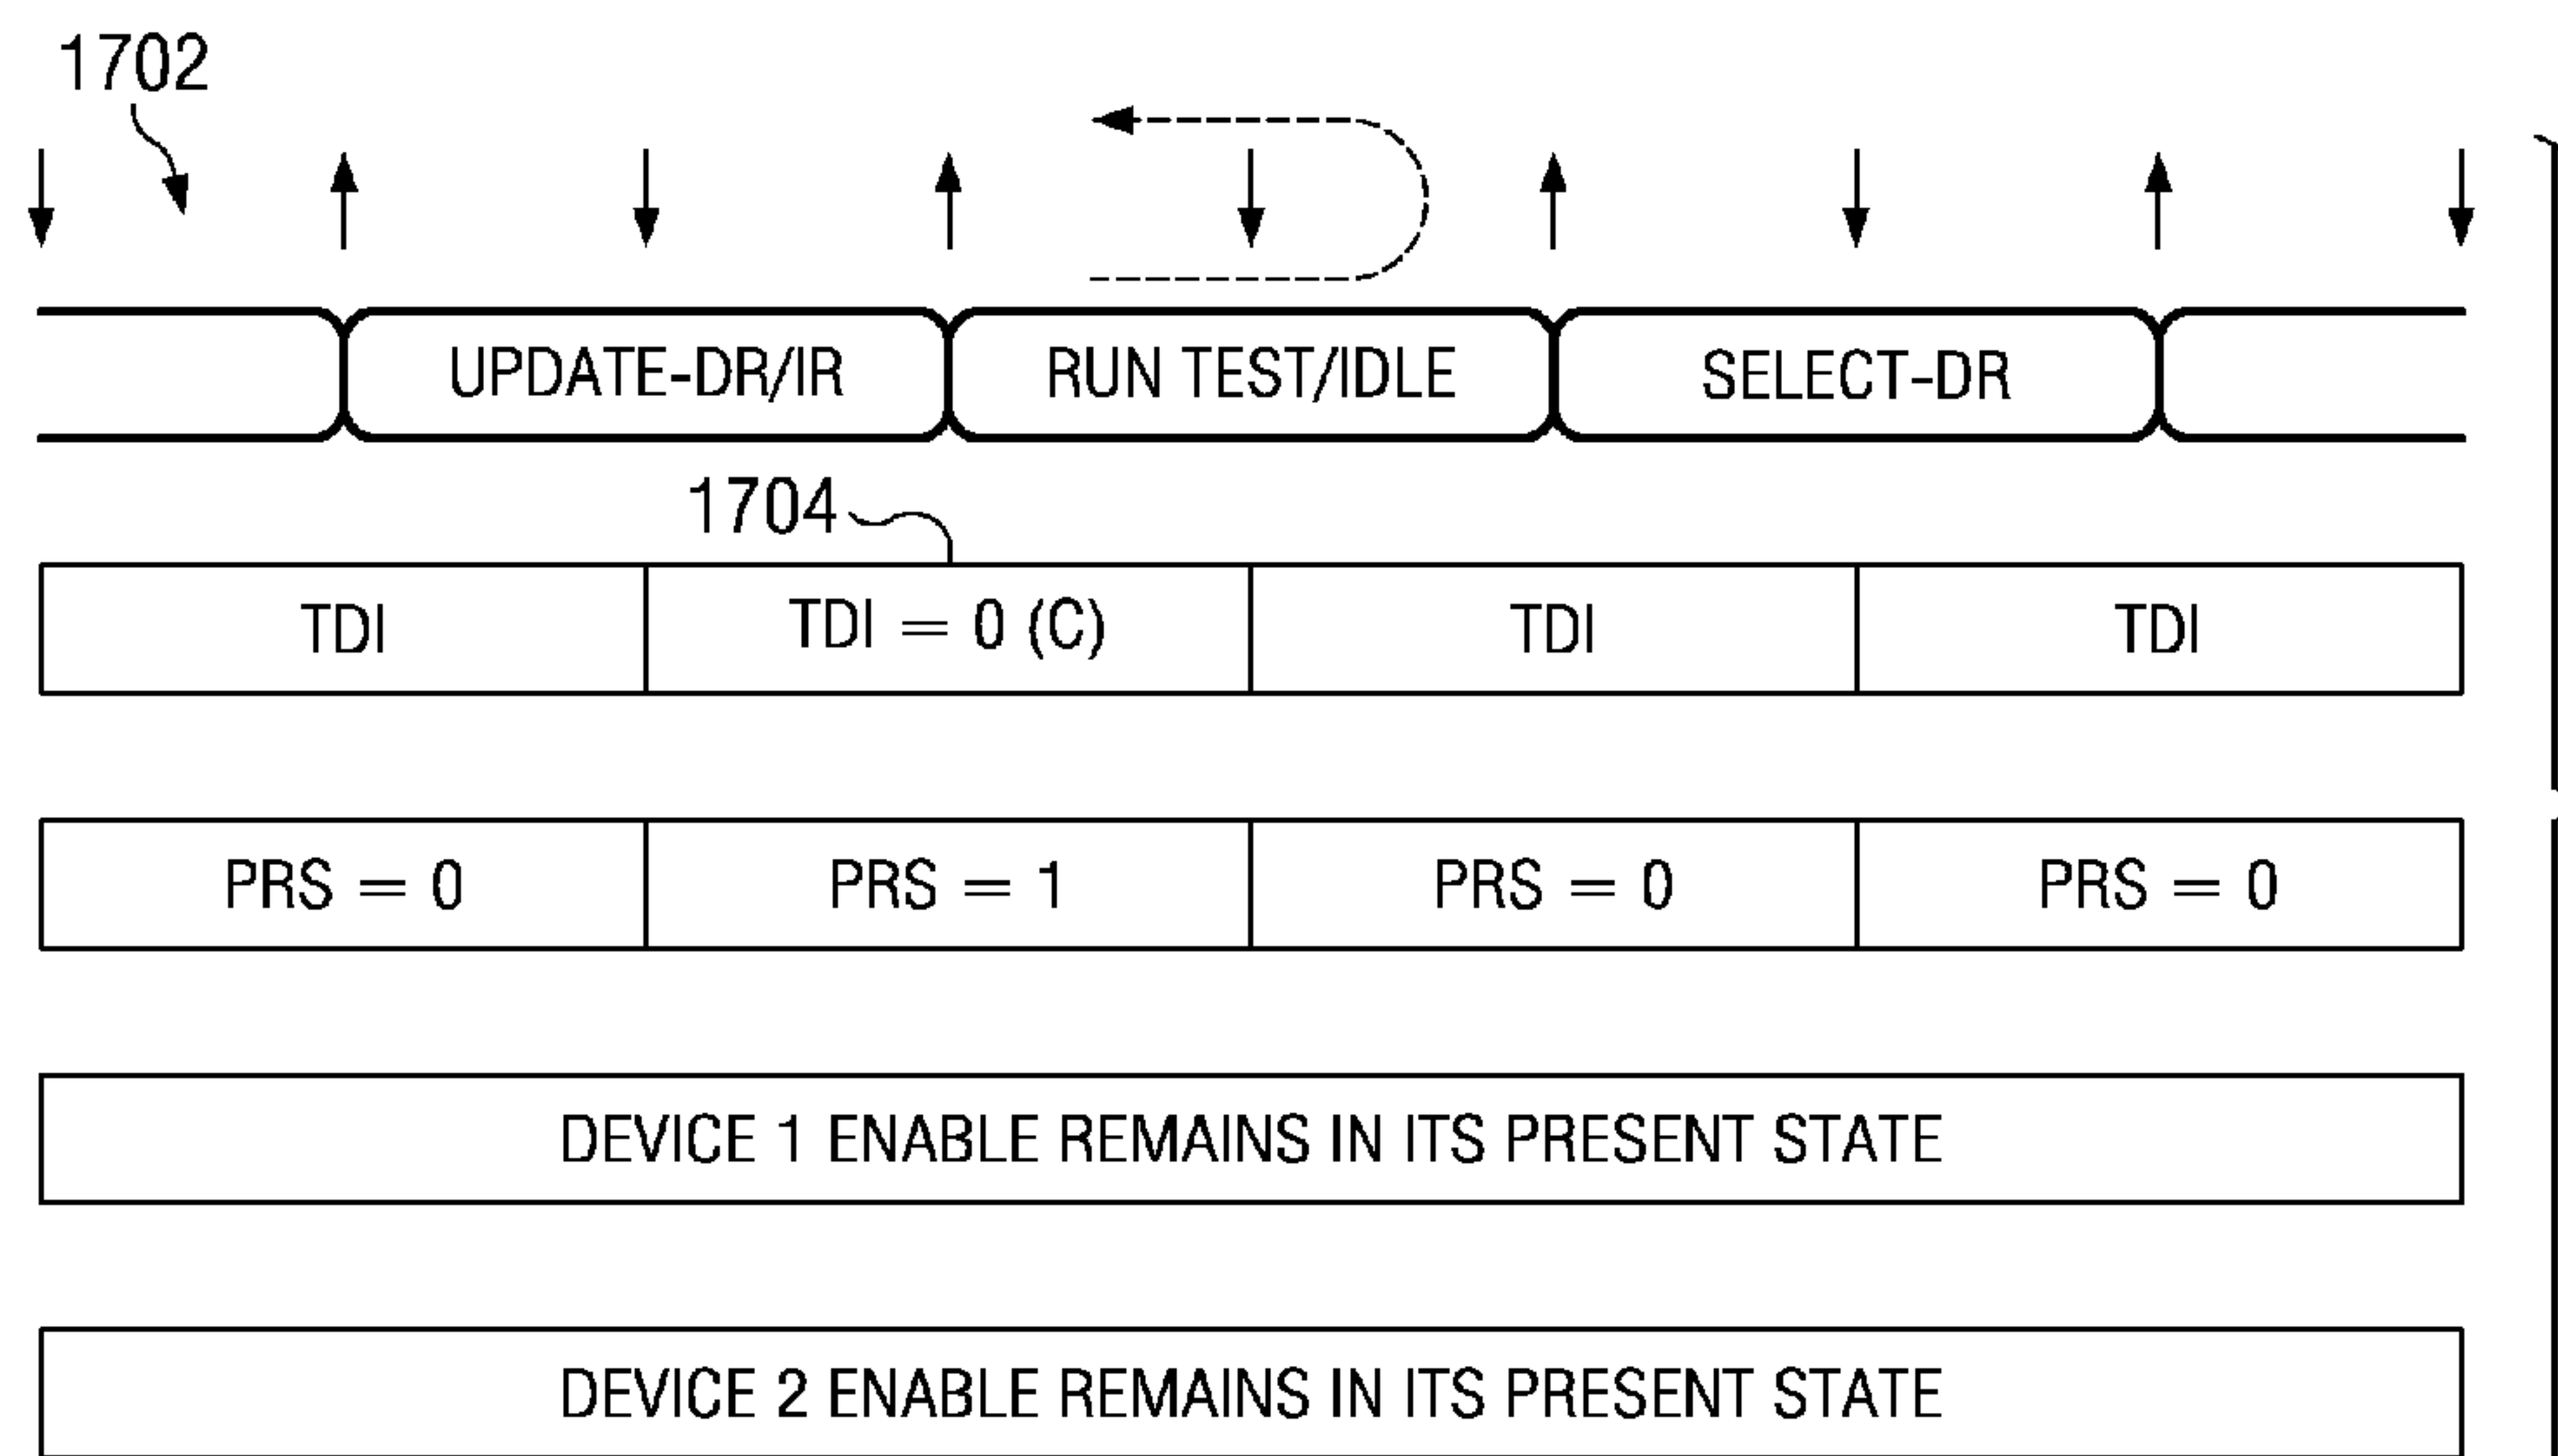 1702
UPDATE-DR/IR RUN TEST/IDLE SELECT-DR
1704
TDI TDI = 0 (C) TDI TDI
PRS = 0 PRS = 1 PRS = 0 PRS = 0
DEVICE 1 ENABLE REMAINS IN ITS PRESENT STATE
DEVICE 2 ENABLE REMAINS IN ITS PRESENT STATE